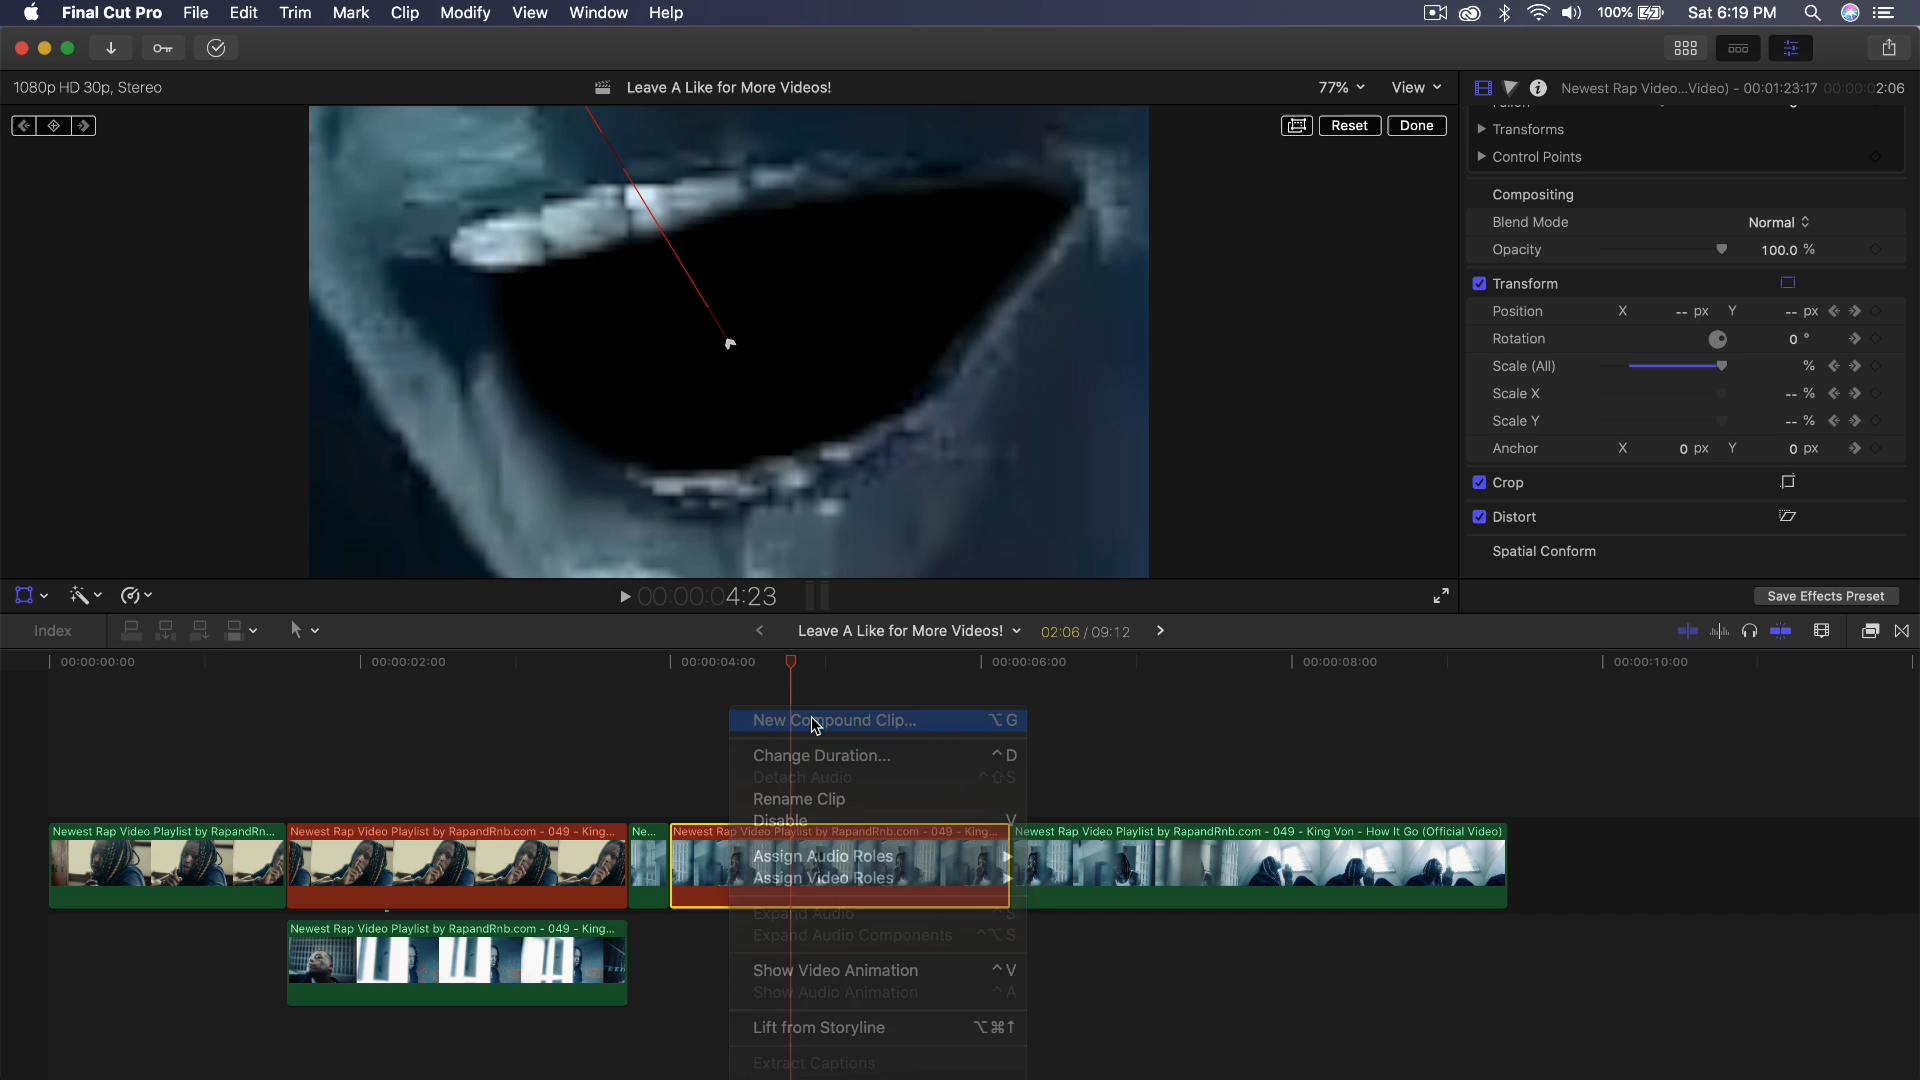 Final Cut Pro File Edit Trim Mark Clip Modify View Window Help 100% Sat 6:19 PM
1080p HD 30p, Stereo Leave A Like for More Videos! 77% View
Newest Rap Video...Video) - 00:01:23:17 00:00:02:06
Reset Done
Transforms
Control Points
Compositing
Blend Mode Normal
Opacity 100.0 %
Transform
Position X -- px Y -- px
Rotation 0 °
Scale (All) %
Scale X -- %
Scale Y -- %
Anchor X 0 px Y 0 px
Crop
Distort
Spatial Conform
00:00:04:23
Save Effects Preset
Index Leave A Like for More Videos! 02:06 / 09:12
00:00:00:00 00:00:02:00 00:00:04:00 00:00:06:00 00:00:08:00 00:00:10:00
New Compound Clip... ⌥G
Change Duration... ^D
Detach Audio ^⇧S
Rename Clip
Disable V
Assign Audio Roles
Assign Video Roles
Expand Audio ^S
Expand Audio Components ^⌥S
Show Video Animation ^V
Show Audio Animation ^A
Lift from Storyline ⌥⌘↑
Extract Captions
Newest Rap Video Playlist by RapandRn...
Newest Rap Video Playlist by RapandRnb.com - 049 - King...
Ne...
Newest Rap Video Playlist by RapandRnb.com - 049 - King...
Newest Rap Video Playlist by RapandRnb.com - 049 - King Von - How It Go (Official Video)
Newest Rap Video Playlist by RapandRnb.com - 049 - King...